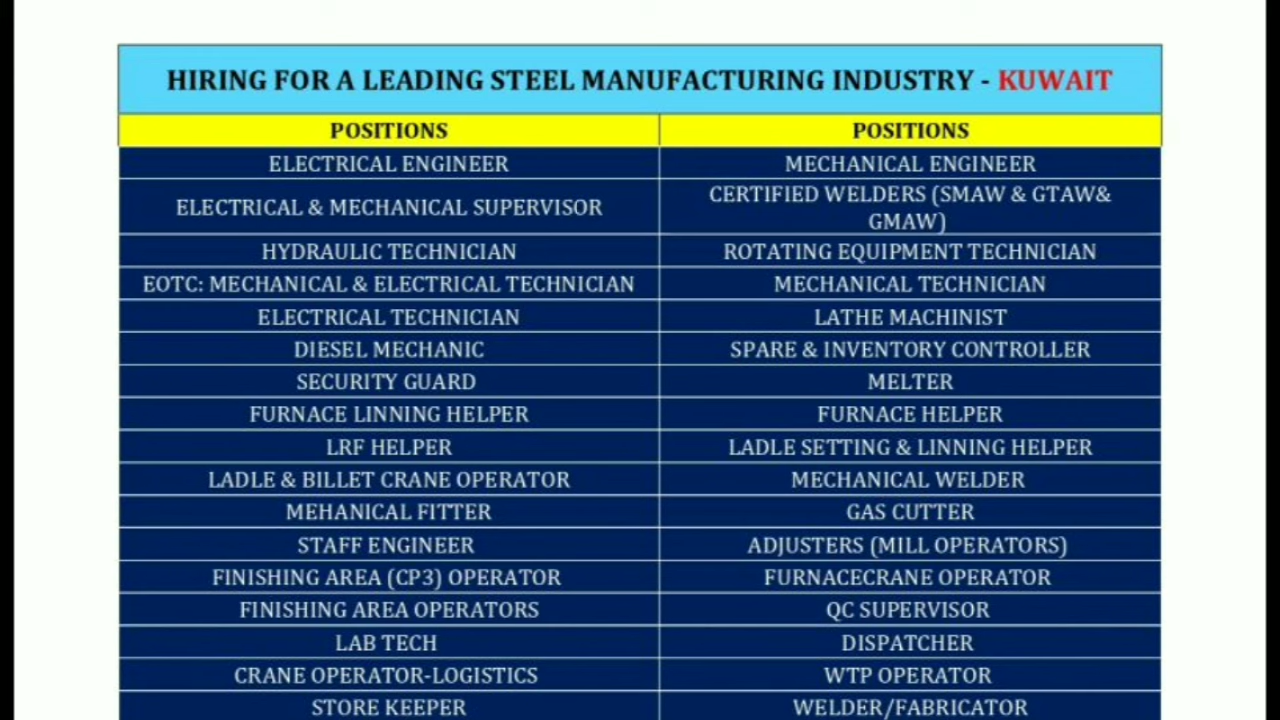 HIRING FOR A LEADING STEEL MANUFACTURING INDUSTRY - KUWAIT
POSITIONS POSITIONS
ELECTRICAL ENGINEER MECHANICAL ENGINEER
ELECTRICAL & MECHANICAL SUPERVISOR CERTIFIED WELDERS (SMAW & GTAW&
GMAW)
HYDRAULIC TECHNICIAN ROTATING EQUIPMENT TECHNICIAN
EOTC: MECHANICAL & ELECTRICAL TECHNICIAN MECHANICAL TECHNICIAN
ELECTRICAL TECHNICIAN LATHE MACHINIST
DIESEL MECHANIC SPARE & INVENTORY CONTROLLER
SECURITY GUARD MELTER
FURNACE LINNING HELPER FURNACE HELPER
LRF HELPER LADLE SETTING & LINNING HELPER
LADLE & BILLET CRANE OPERATOR MECHANICAL WELDER
MEHANICAL FITTER GAS CUTTER
STAFF ENGINEER ADJUSTERS (MILL OPERATORS)
FINISHING AREA (CP3) OPERATOR FURNACECRANE OPERATOR
FINISHING AREA OPERATORS QC SUPERVISOR
LAB TECH DISPATCHER
CRANE OPERATOR-LOGISTICS WTP OPERATOR
STORE KEEPER WELDER/FABRICATOR